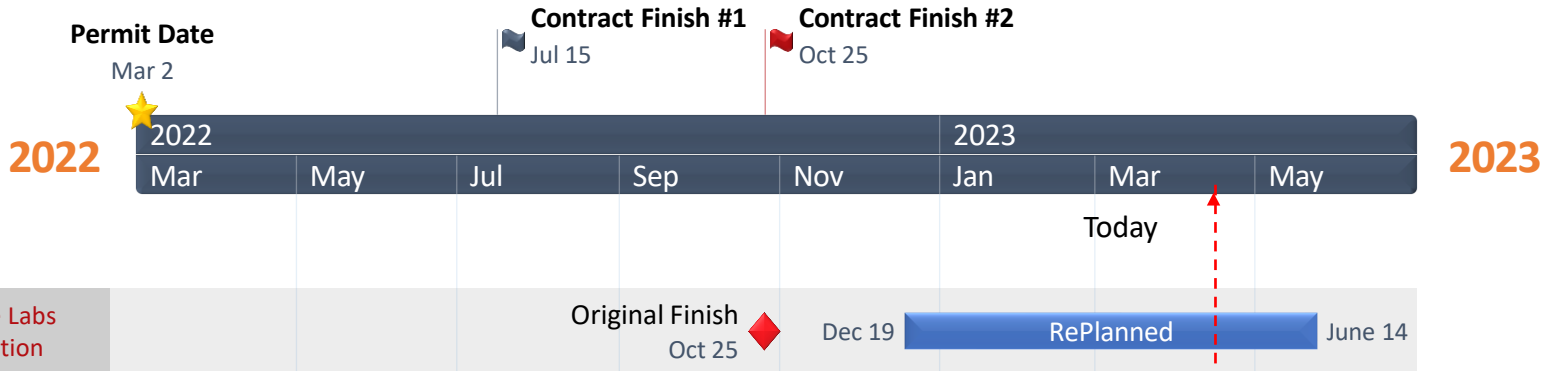 Permit Date
Mar 2
Contract Finish #1
Jul 15
Contract Finish #2
Oct 25
2022
2022
2023
Mar
May
Jul
Sep
Nov
Jan
Mar
May
2023
Today
Labs
tion
Original Finish
Oct 25
Dec 19
RePlanned
June 14